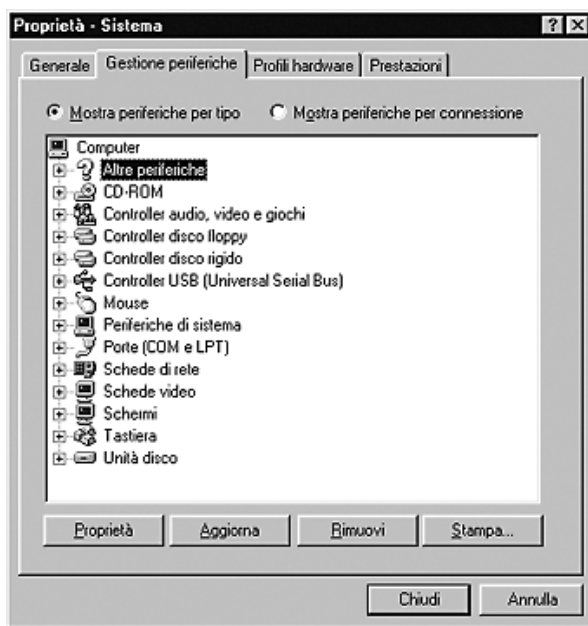 Proprietà - Sistema
Generale Gestione periferiche Profili hardware Prestazioni
Mostra periferiche per tipo Mostra periferiche per connessione
Computer
Altre periferiche
CD-ROM
Controller audio, video e giochi
Controller disco floppy
Controller disco rigido
Controller USB (Universal Serial Bus)
Mouse
Periferiche di sistema
Porte (COM e LPT)
Schede di rete
Schede video
Schermi
Tastiera
Unità disco
Proprietà Aggiorna Rimuovi Stampa...
Chiudi Annulla